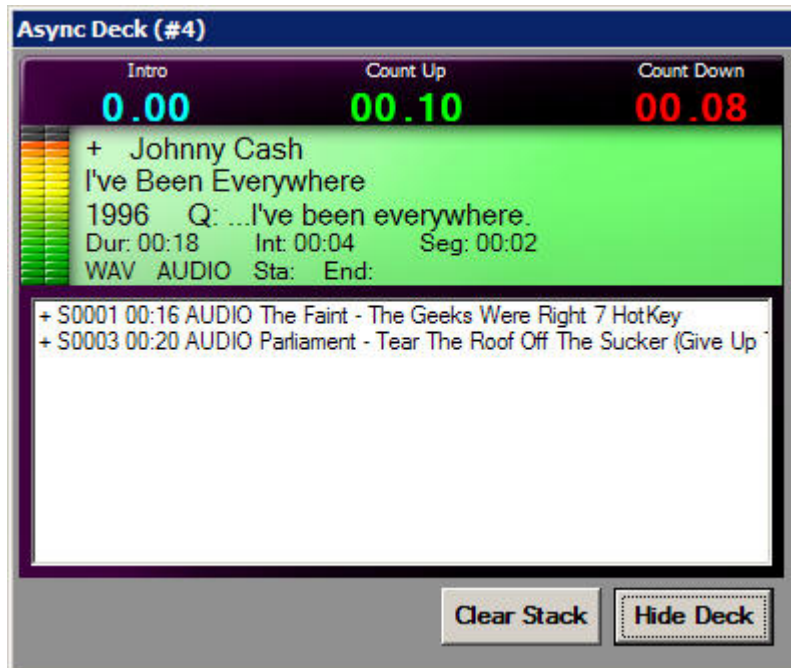 Async Deck (#4)
Intro Count Up Count Down
0.00 00.10 00.08
+ Johnny Cash
I've Been Everywhere
1996 Q: ...I've been everywhere.
Dur: 00:18 Int: 00:04 Seg: 00:02
WAV AUDIO Sta: End:
+ S0001 00:16 AUDIO The Faint - The Geeks Were Right 7 HotKey
+ S0003 00:20 AUDIO Parliament - Tear The Roof Off The Sucker (Give Up
Clear Stack Hide Deck